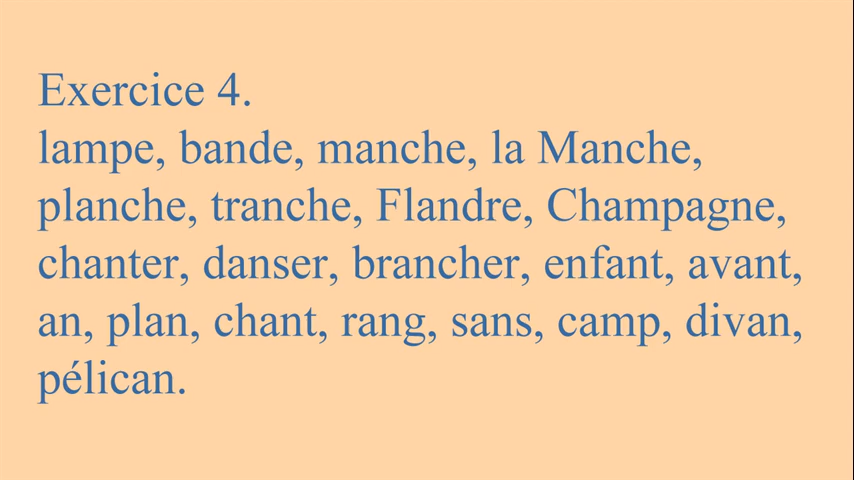 Exercice 4.
lampe, bande, manche, la Manche,
planche, tranche, Flandre, Champagne,
chanter, danser, brancher, enfant, avant,
an, plan, chant, rang, sans, camp, divan,
pélican.